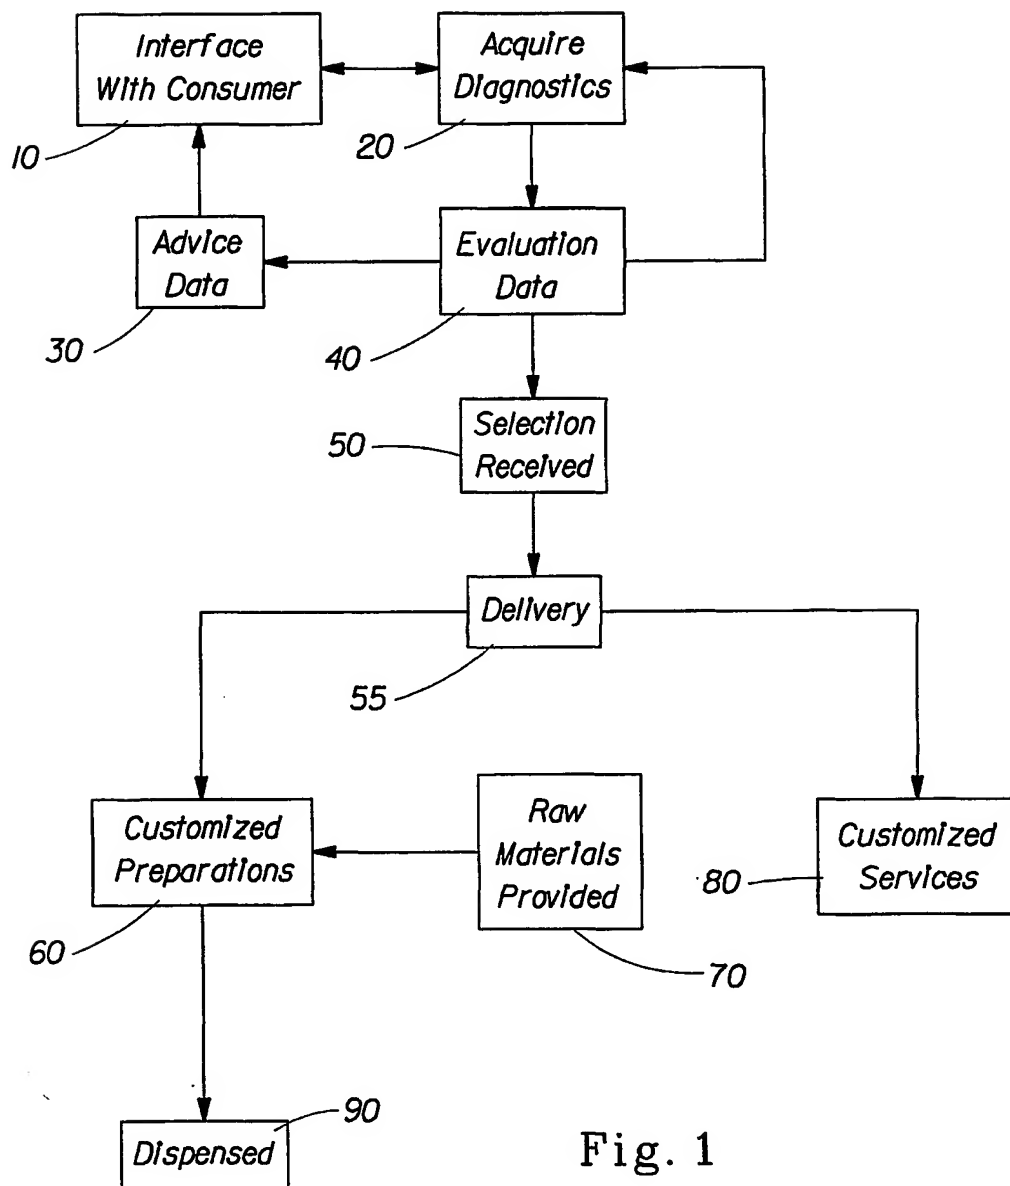 Interface
With Consumer
10
Acquire
Diagnostics
20
Advice
Data
30
Evaluation
Data
40
Selection
Received
50
Delivery
55
Customized
Preparations
60
Raw
Materials
Provided
70
Customized
Services
80
Dispensed
90
Fig. 1